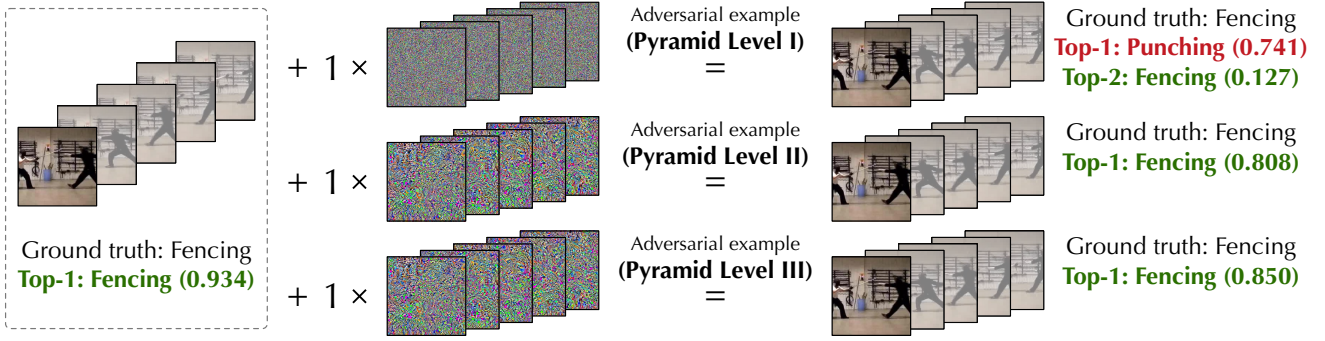 Ground truth: Fencing
Top-1: Fencing (0.934)
+ 1 ×
Adversarial example
(Pyramid Level I)
=
Ground truth: Fencing
Top-1: Punching (0.741)
Top-2: Fencing (0.127)
+ 1 ×
Adversarial example
(Pyramid Level II)
=
Ground truth: Fencing
Top-1: Fencing (0.808)
+ 1 ×
Adversarial example
(Pyramid Level III)
=
Ground truth: Fencing
Top-1: Fencing (0.850)